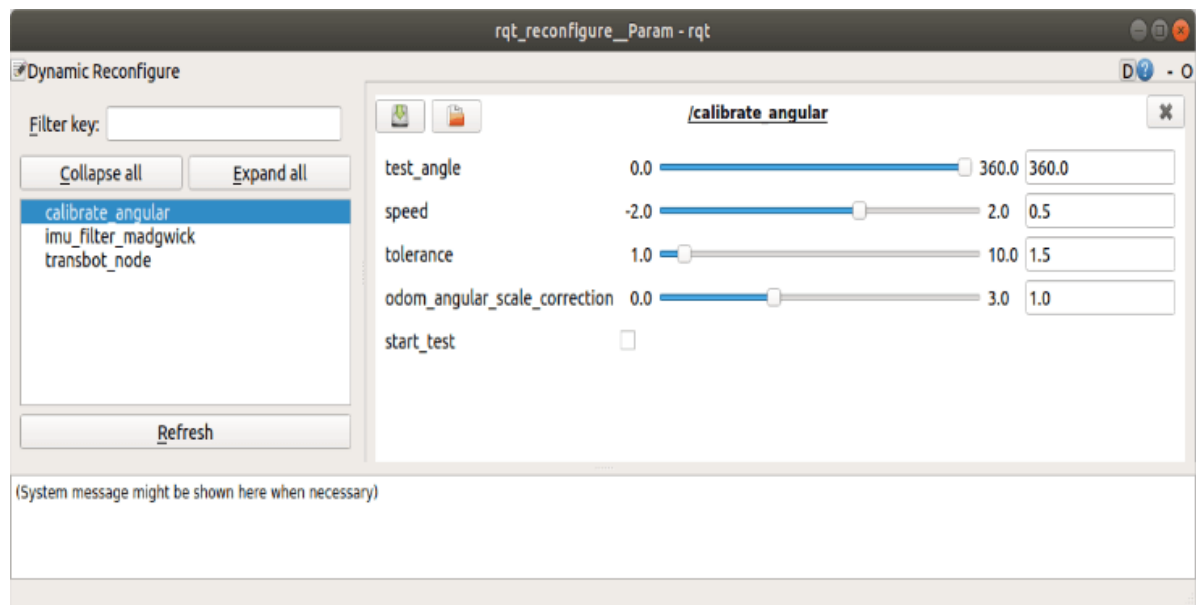 rqt_reconfigure__Param - rqt
Dynamic Reconfigure
D? - O
Filter key:
Collapse all
Expand all
calibrate_angular
imu_filter_madgwick
transbot_node
Refresh
/calibrate_angular
test_angle 0.0 360.0 360.0
speed -2.0 2.0 0.5
tolerance 1.0 10.0 1.5
odom_angular_scale_correction 0.0 3.0 1.0
start_test
(System message might be shown here when necessary)